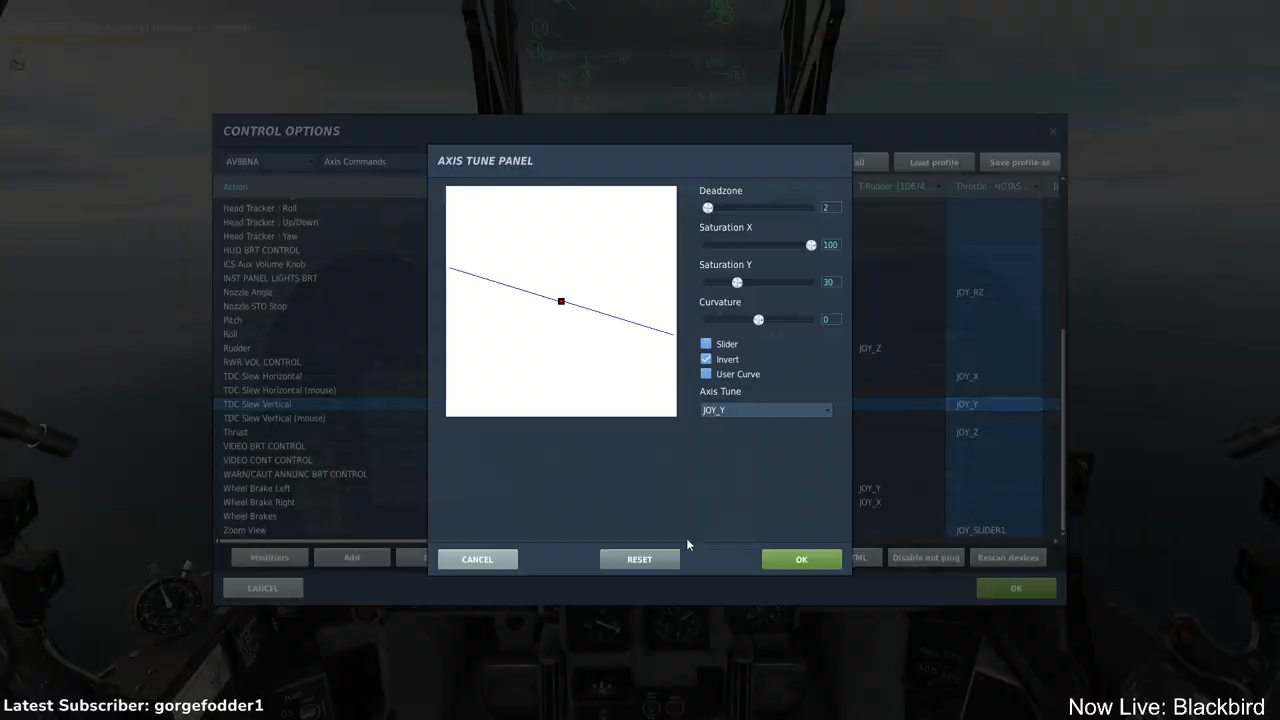 CONTROL OPTIONS
AV8BNA
Axis Commands
all
Load profile
Save profile as
Action
Throttle - HOTAS...
Head Tracker : Roll
Head Tracker : Up/Down
Head Tracker : Yaw
HUD BRT CONTROL
ICS Aux Volume Knob
INST PANEL LIGHTS BRT
Nozzle Angle
JOY_RZ
Nozzle STO Stop
Pitch
Roll
Rudder
JOY_Z
RWR VOL CONTROL
TDC Slew Horizontal
JOY_X
TDC Slew Horizontal (mouse)
TDC Slew Vertical
JOY_Y
TDC Slew Vertical (mouse)
Thrust
JOY_Z
VIDEO BRT CONTROL
VIDEO CONT CONTROL
WARN/CAUT ANNUNC BRT CONTROL
Wheel Brake Left
JOY_Y
Wheel Brake Right
JOY_X
Wheel Brakes
Zoom View
JOY_SLIDER1
Modifiers
Add
Disable hot plug
Rescan devices
CANCEL
OK
AXIS TUNE PANEL
Deadzone
2
Saturation X
100
Saturation Y
30
Curvature
0
Slider
Invert
User Curve
Axis Tune
JOY_Y
CANCEL
RESET
OK
Latest Subscriber: gorgefodder1
Now Live: Blackbird